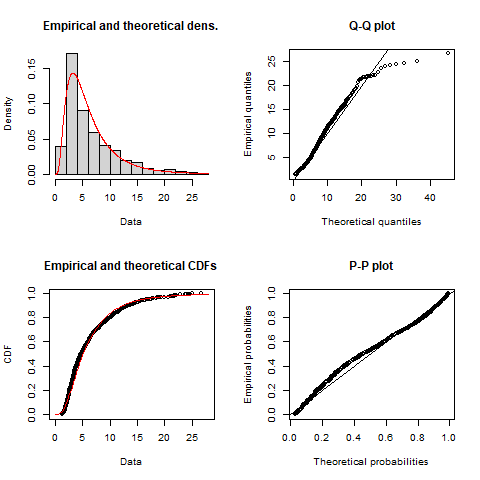 Empirical and theoretical dens.
Density
0.00 0.05 0.10 0.15
0 5 10 15 20 25
Data
Q-Q plot
Empirical quantiles
5 10 15 20 25
0 10 20 30 40
Theoretical quantiles
Empirical and theoretical CDFs
CDF
0.0 0.2 0.4 0.6 0.8 1.0
0 5 10 15 20 25
Data
P-P plot
Empirical probabilities
0.0 0.2 0.4 0.6 0.8 1.0
0.0 0.2 0.4 0.6 0.8 1.0
Theoretical probabilities